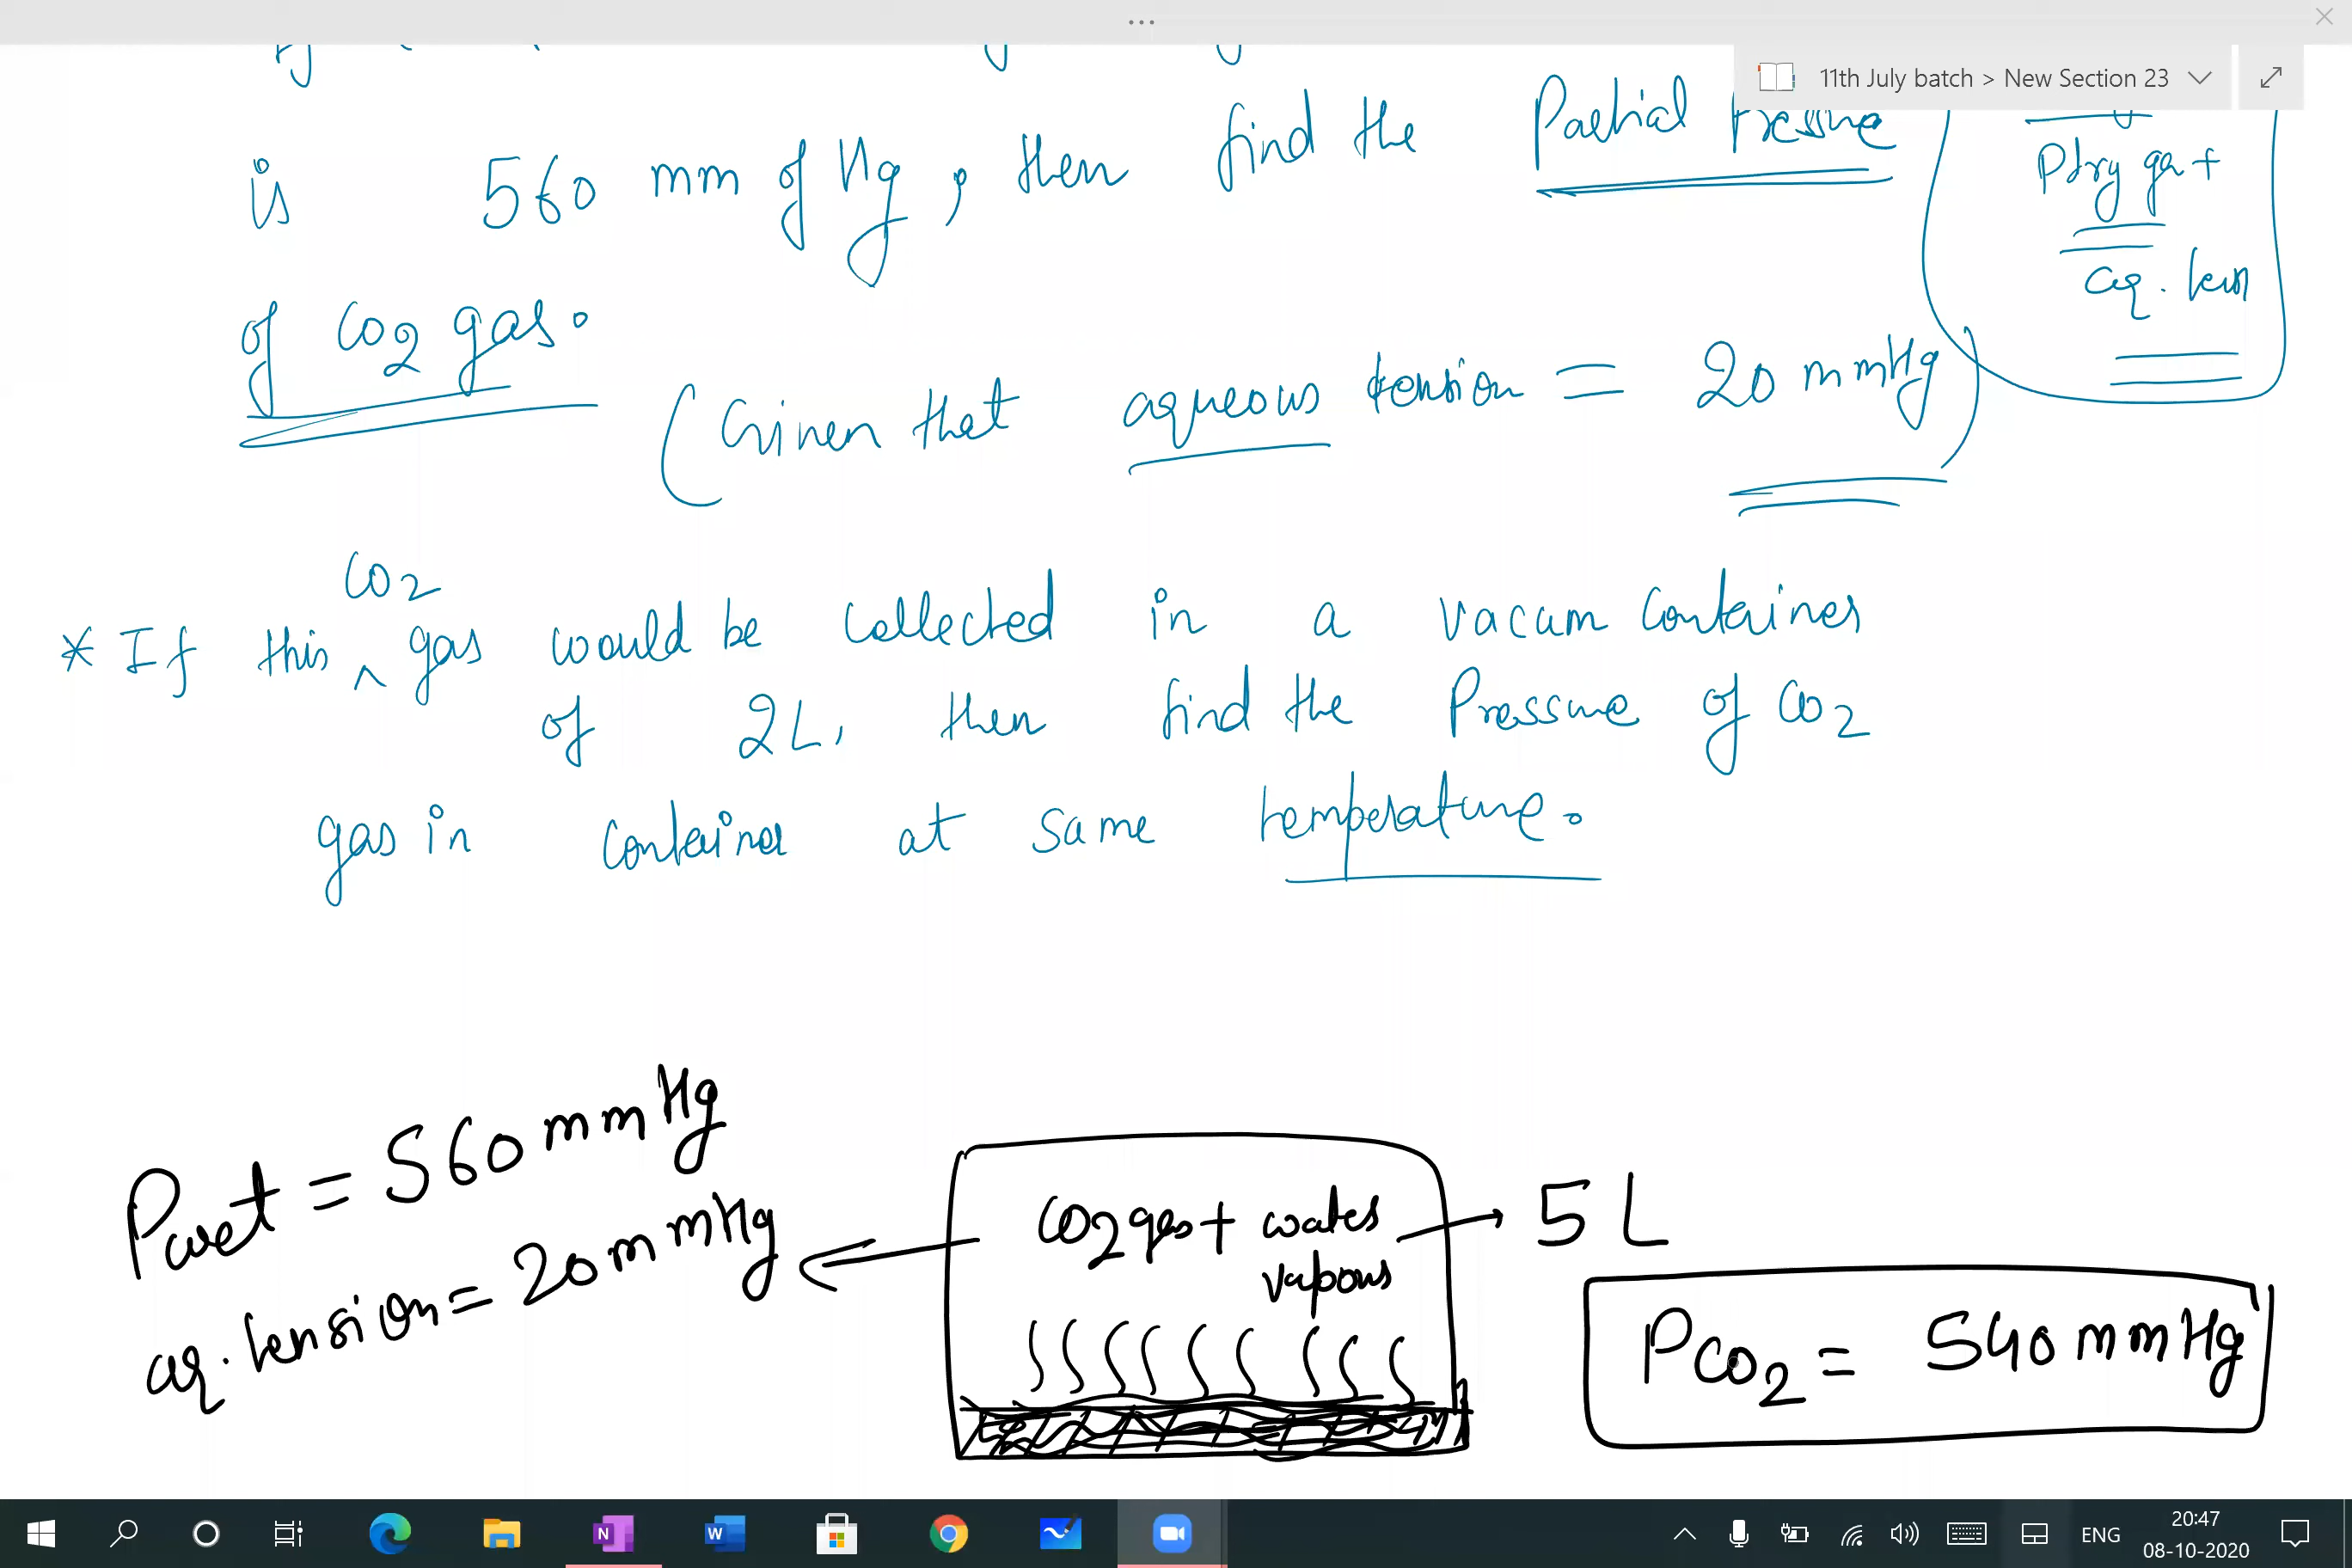 11th July batch > New Section 23
is 560 mm of Hg, then find the Partial Pressure
of CO2 gas.
(Given that aqueous tension = 20 mmHg)
Pdry ga +
aq. ten
CO2
* If this ^ gas would be collected in a vacum container
of 2L, then find the Pressure of CO2
gas in container at same temperature.
Pwet = 560 mmHg
aq. tension = 20 mmHg
CO2 gas + water
vapours
5 L
PCO2 = 540 mmHg
ENG
20:47
08-10-2020